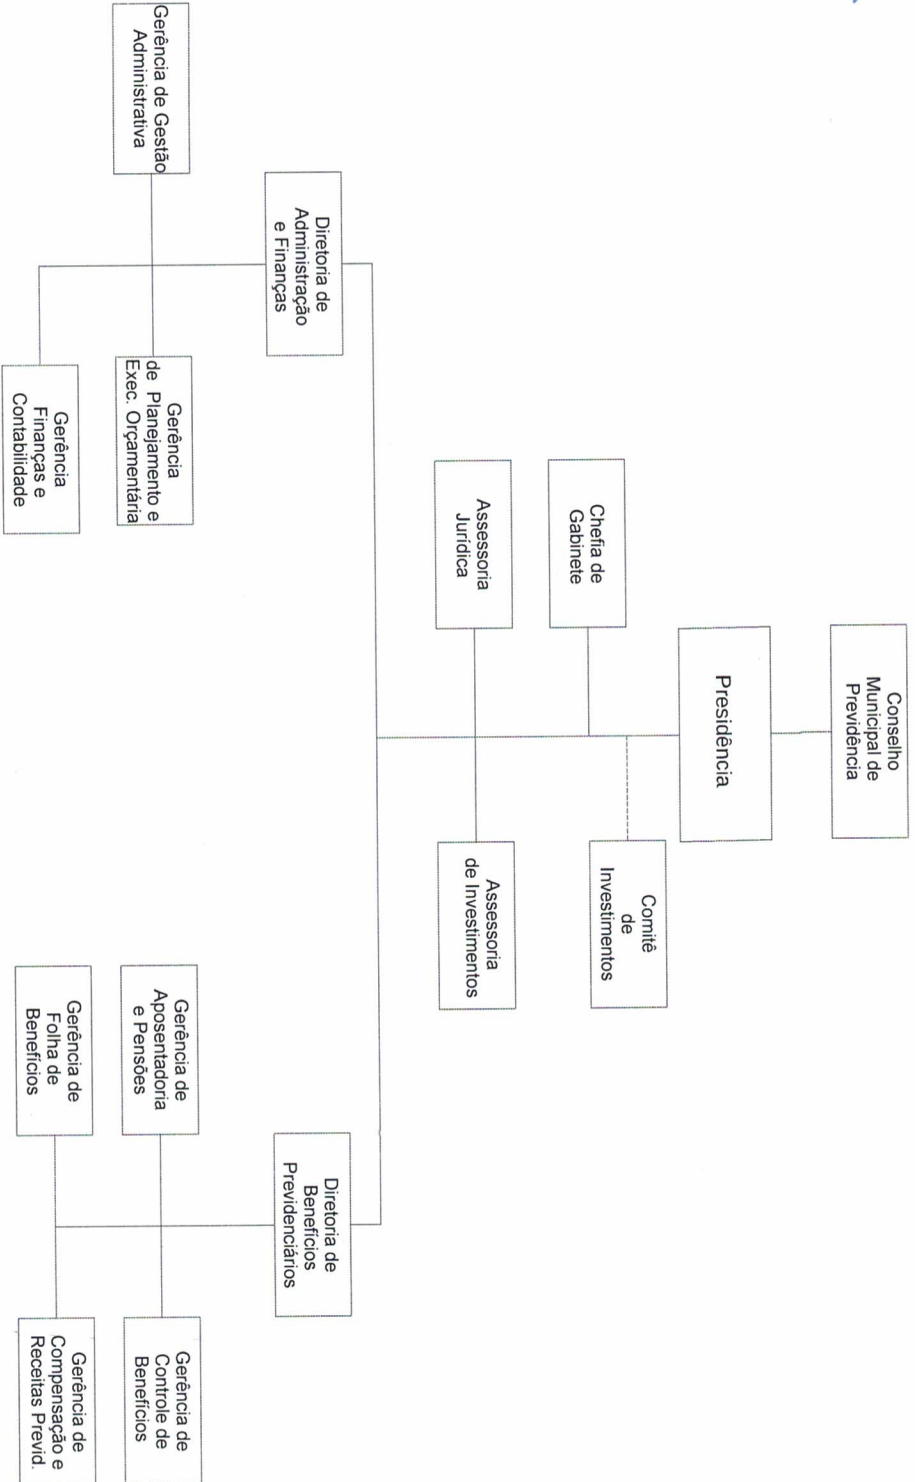 Conselho
Municipal de
Previdência
Presidência
Comitê
de
Investimentos
Chefia de
Gabinete
Assessoria
Jurídica
Assessoria
de Investimentos
Diretoria de
Administração
e Finanças
Diretoria de
Benefícios
Previdenciários
Gerência de Gestão
Administrativa
Gerência
de Planejamento e
Exec. Orçamentária
Gerência
Finanças e
Contabilidade
Gerência de
Aposentadoria
e Pensões
Gerência de
Controle de
Benefícios
Gerência de
Folha de
Benefícios
Gerência de
Compensação e
Receitas Previd.